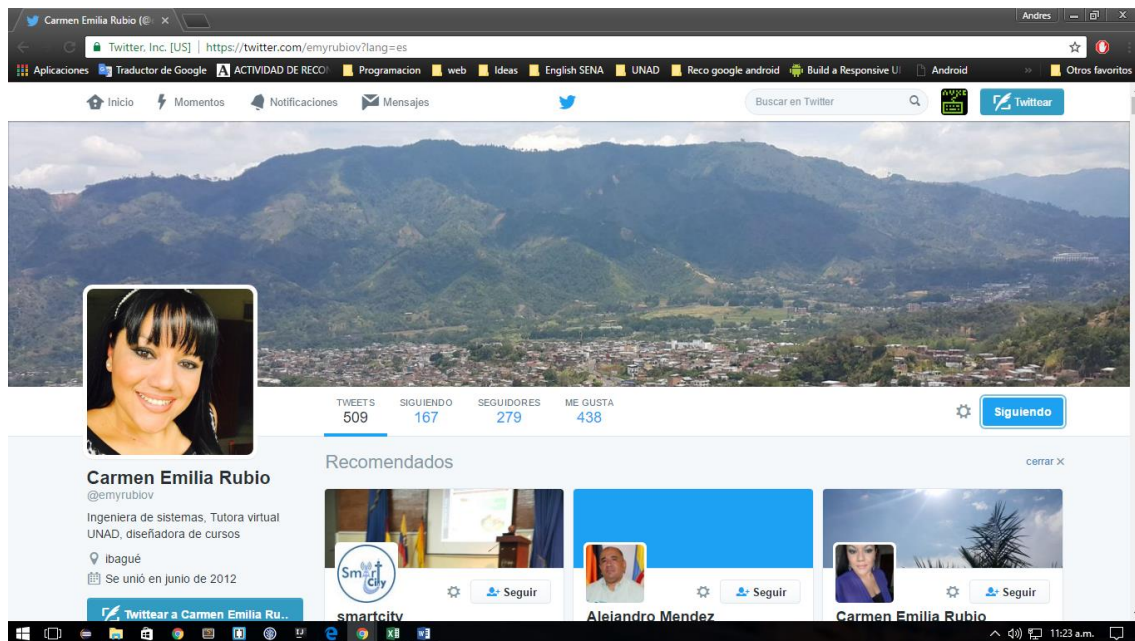 Carmen Emilia Rubio (@
Andres
Twitter, Inc. [US] | https://twitter.com/emyrubiov?lang=es
Aplicaciones Traductor de Google ACTIVIDAD DE RECO Programacion web Ideas English SENA UNAD Reco google android Build a Responsive UI Android » Otros favoritos
Inicio Momentos Notificaciones Mensajes Buscar en Twitter Twittear
TWEETS SIGUIENDO SEGUIDORES ME GUSTA
509 167 279 438
Siguiendo
Carmen Emilia Rubio
@emyrubiov
Ingeniera de sistemas, Tutora virtual
UNAD, diseñadora de cursos
ibagué
Se unió en junio de 2012
Twittear a Carmen Emilia Ru..
Recomendados cerrar
Smart
City
Seguir Seguir Seguir
smartcity Alejandro Mendez Carmen Emilia Rubio
11:23 a.m.